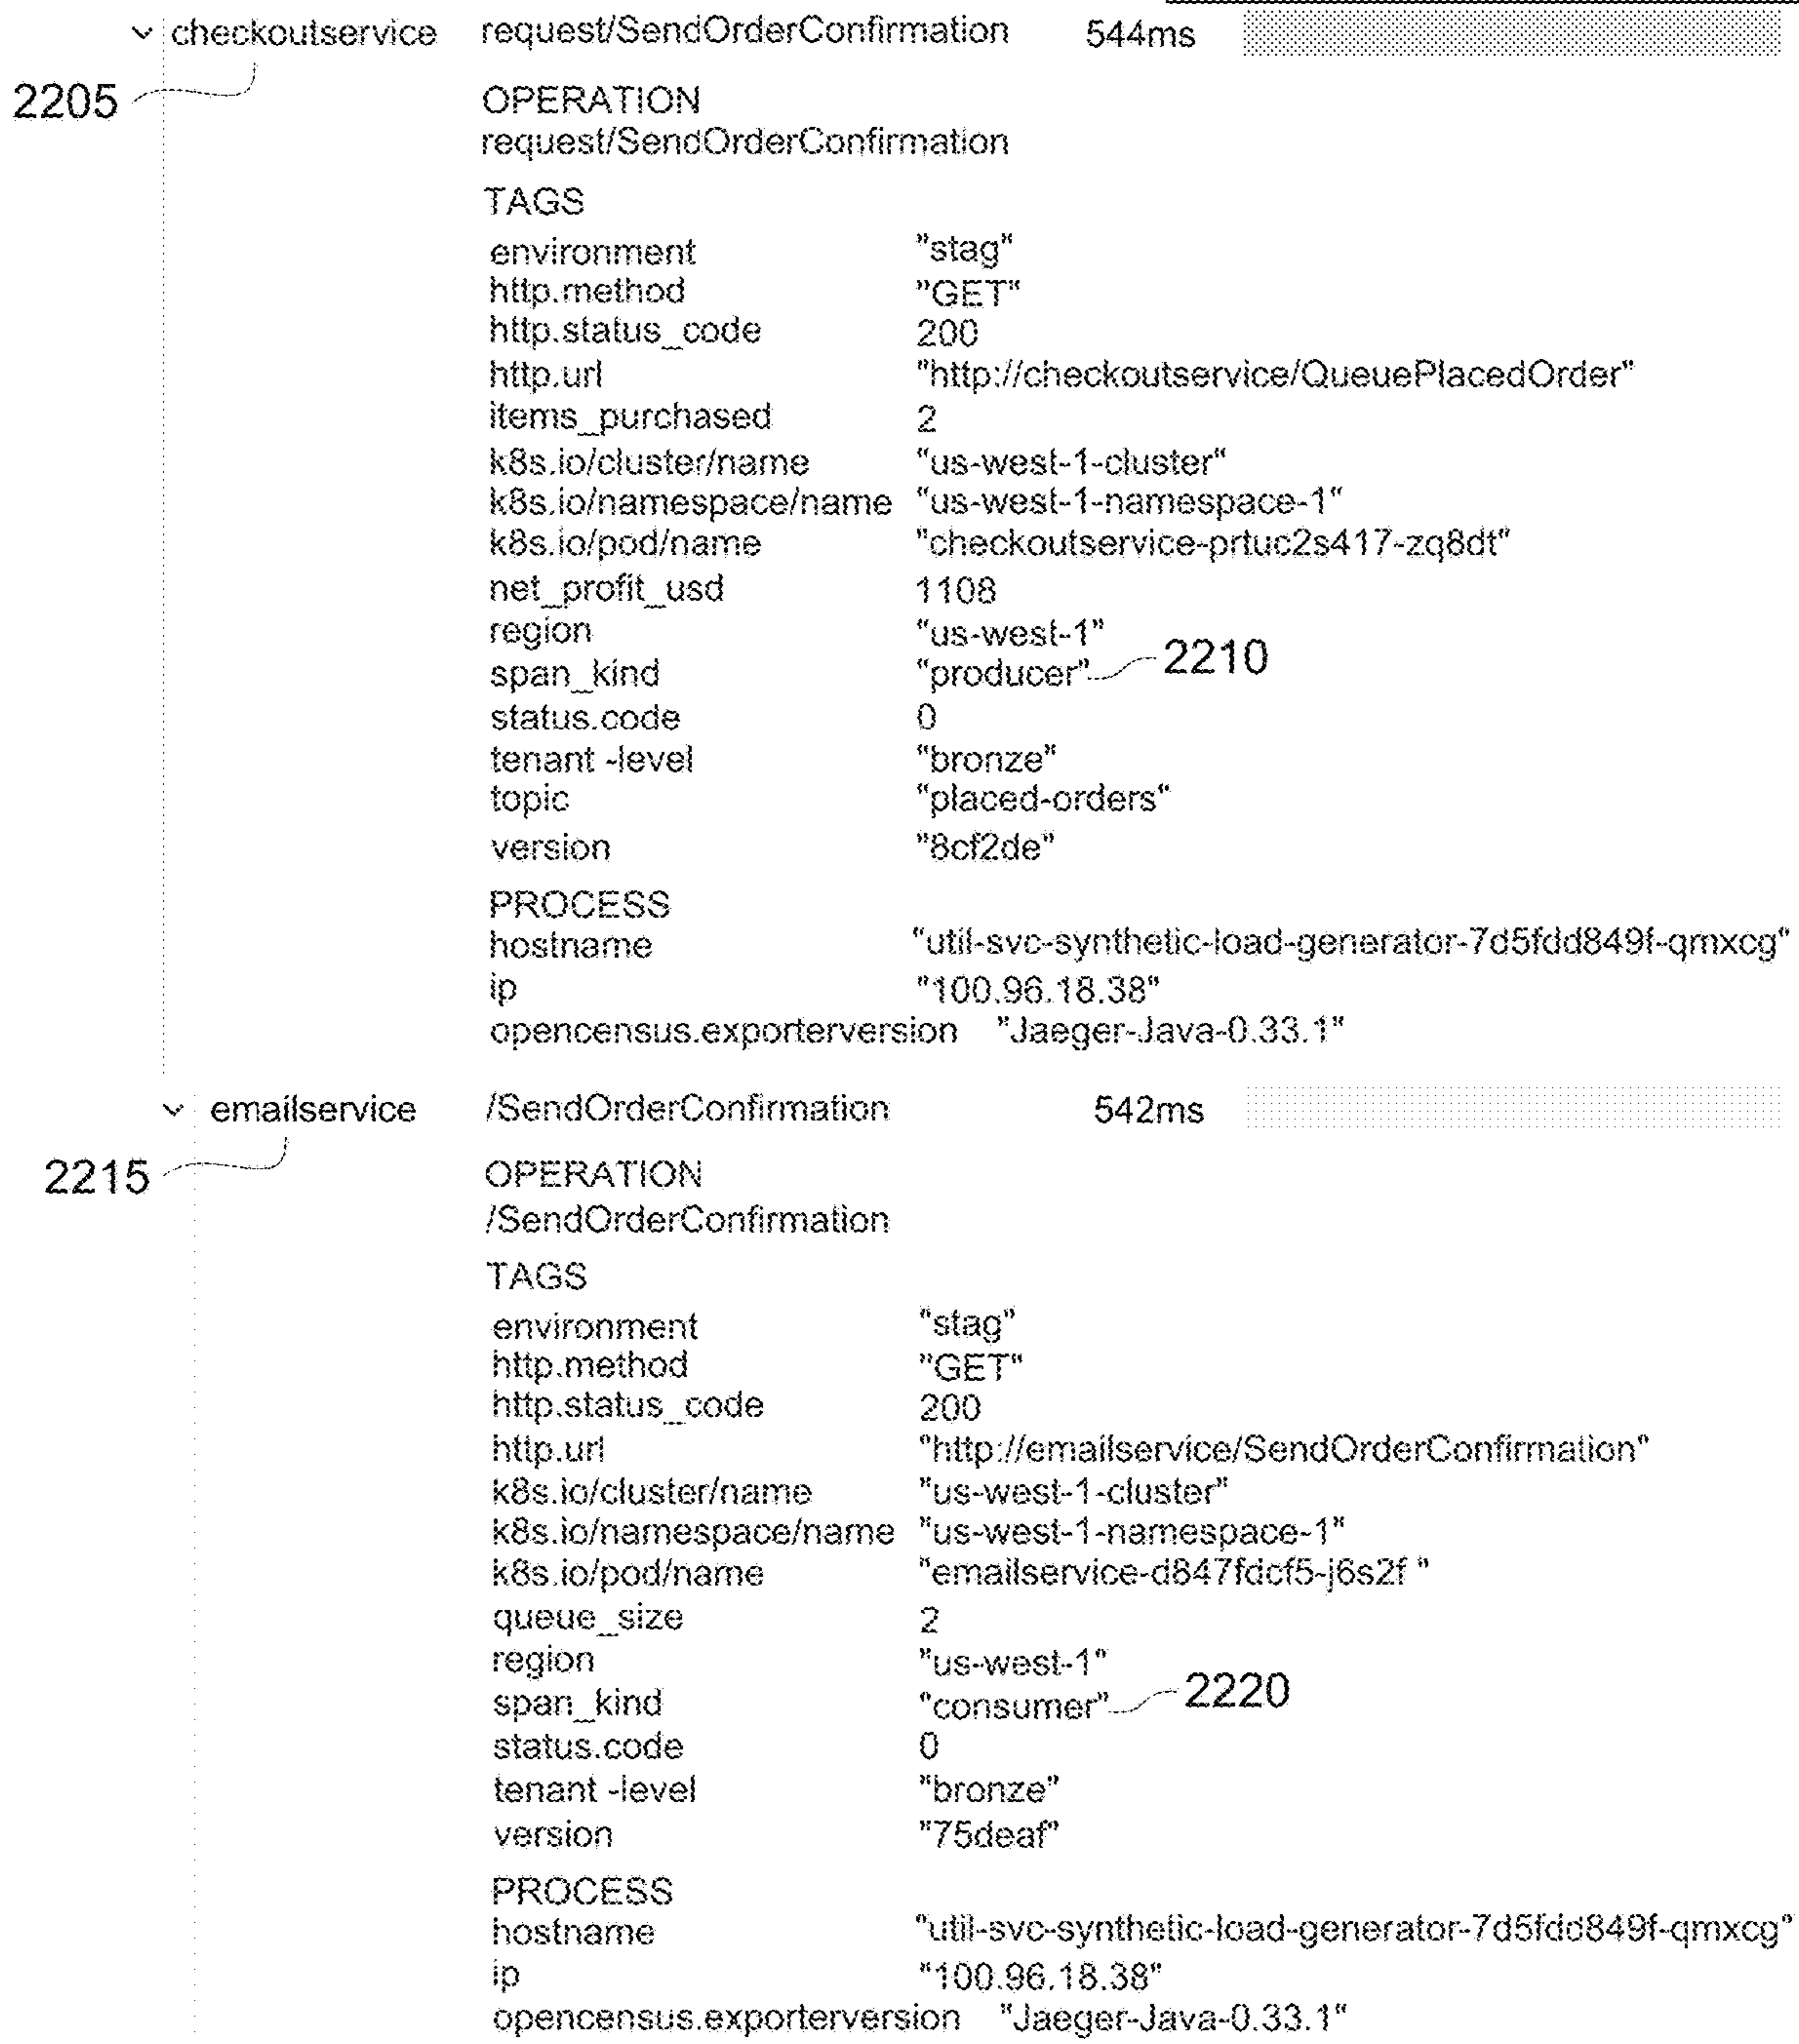 checkoutservice request/SendOrderConfirmation 544ms
2205
OPERATION
request/SendOrderConfirmation
TAGS
environment "stag"
http.method "GET"
http.status_code 200
http.url "http://checkoutservice/QueuePlacedOrder"
items_purchased 2
k8s.io/cluster/name "us-west-1-cluster"
k8s.io/namespace/name "us-west-1-namespace-1"
k8s.io/pod/name "checkoutservice-prtuc2s417-zq8dt"
net_profit_usd 1108
region "us-west-1"
span_kind "producer" 2210
status.code 0
tenant -level "bronze"
topic "placed-orders"
version "8cf2de"
PROCESS
hostname "util-svc-synthetic-load-generator-7d5fdd849f-qmxcg"
ip "100.96.18.38"
opencensus.exporterversion "Jaeger-Java-0.33.1"
emailservice /SendOrderConfirmation 542ms
2215
OPERATION
/SendOrderConfirmation
TAGS
environment "stag"
http.method "GET"
http.status_code 200
http.url "http://emailservice/SendOrderConfirmation"
k8s.io/cluster/name "us-west-1-cluster"
k8s.io/namespace/name "us-west-1-namespace-1"
k8s.io/pod/name "emailservice-d847fdcf5-j6s2f "
queue_size 2
region "us-west-1"
span_kind "consumer" 2220
status.code 0
tenant -level "bronze"
version "75deaf"
PROCESS
hostname "util-svc-synthetic-load-generator-7d5fdd849f-qmxcg"
ip "100.96.18.38"
opencensus.exporterversion "Jaeger-Java-0.33.1"